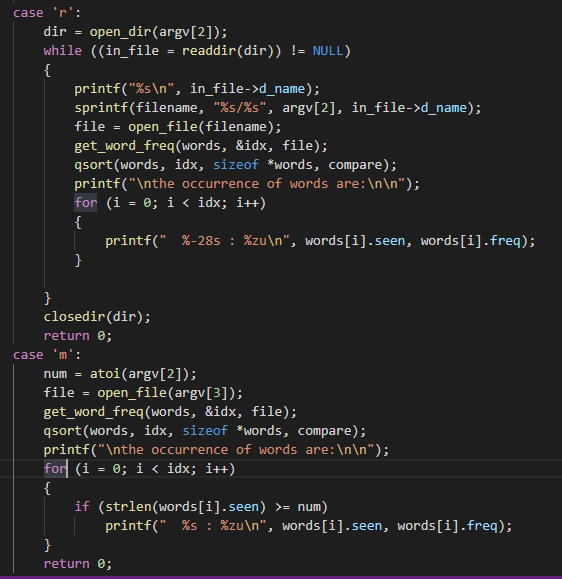 case 'r':
    dir = open_dir(argv[2]);
    while ((in_file = readdir(dir)) != NULL)
    {
        printf("%s\n", in_file->d_name);
        sprintf(filename, "%s/%s", argv[2], in_file->d_name);
        file = open_file(filename);
        get_word_freq(words, &idx, file);
        qsort(words, idx, sizeof *words, compare);
        printf("\nthe occurrence of words are:\n\n");
        for (i = 0; i < idx; i++)
        {
            printf("  %-28s : %zu\n", words[i].seen, words[i].freq);
        }
    }
    closedir(dir);
    return 0;
case 'm':
    num = atoi(argv[2]);
    file = open_file(argv[3]);
    get_word_freq(words, &idx, file);
    qsort(words, idx, sizeof *words, compare);
    printf("\nthe occurrence of words are:\n\n");
    for (i = 0; i < idx; i++)
    {
        if (strlen(words[i].seen) >= num)
            printf("  %s : %zu\n", words[i].seen, words[i].freq);
    }
    return 0;